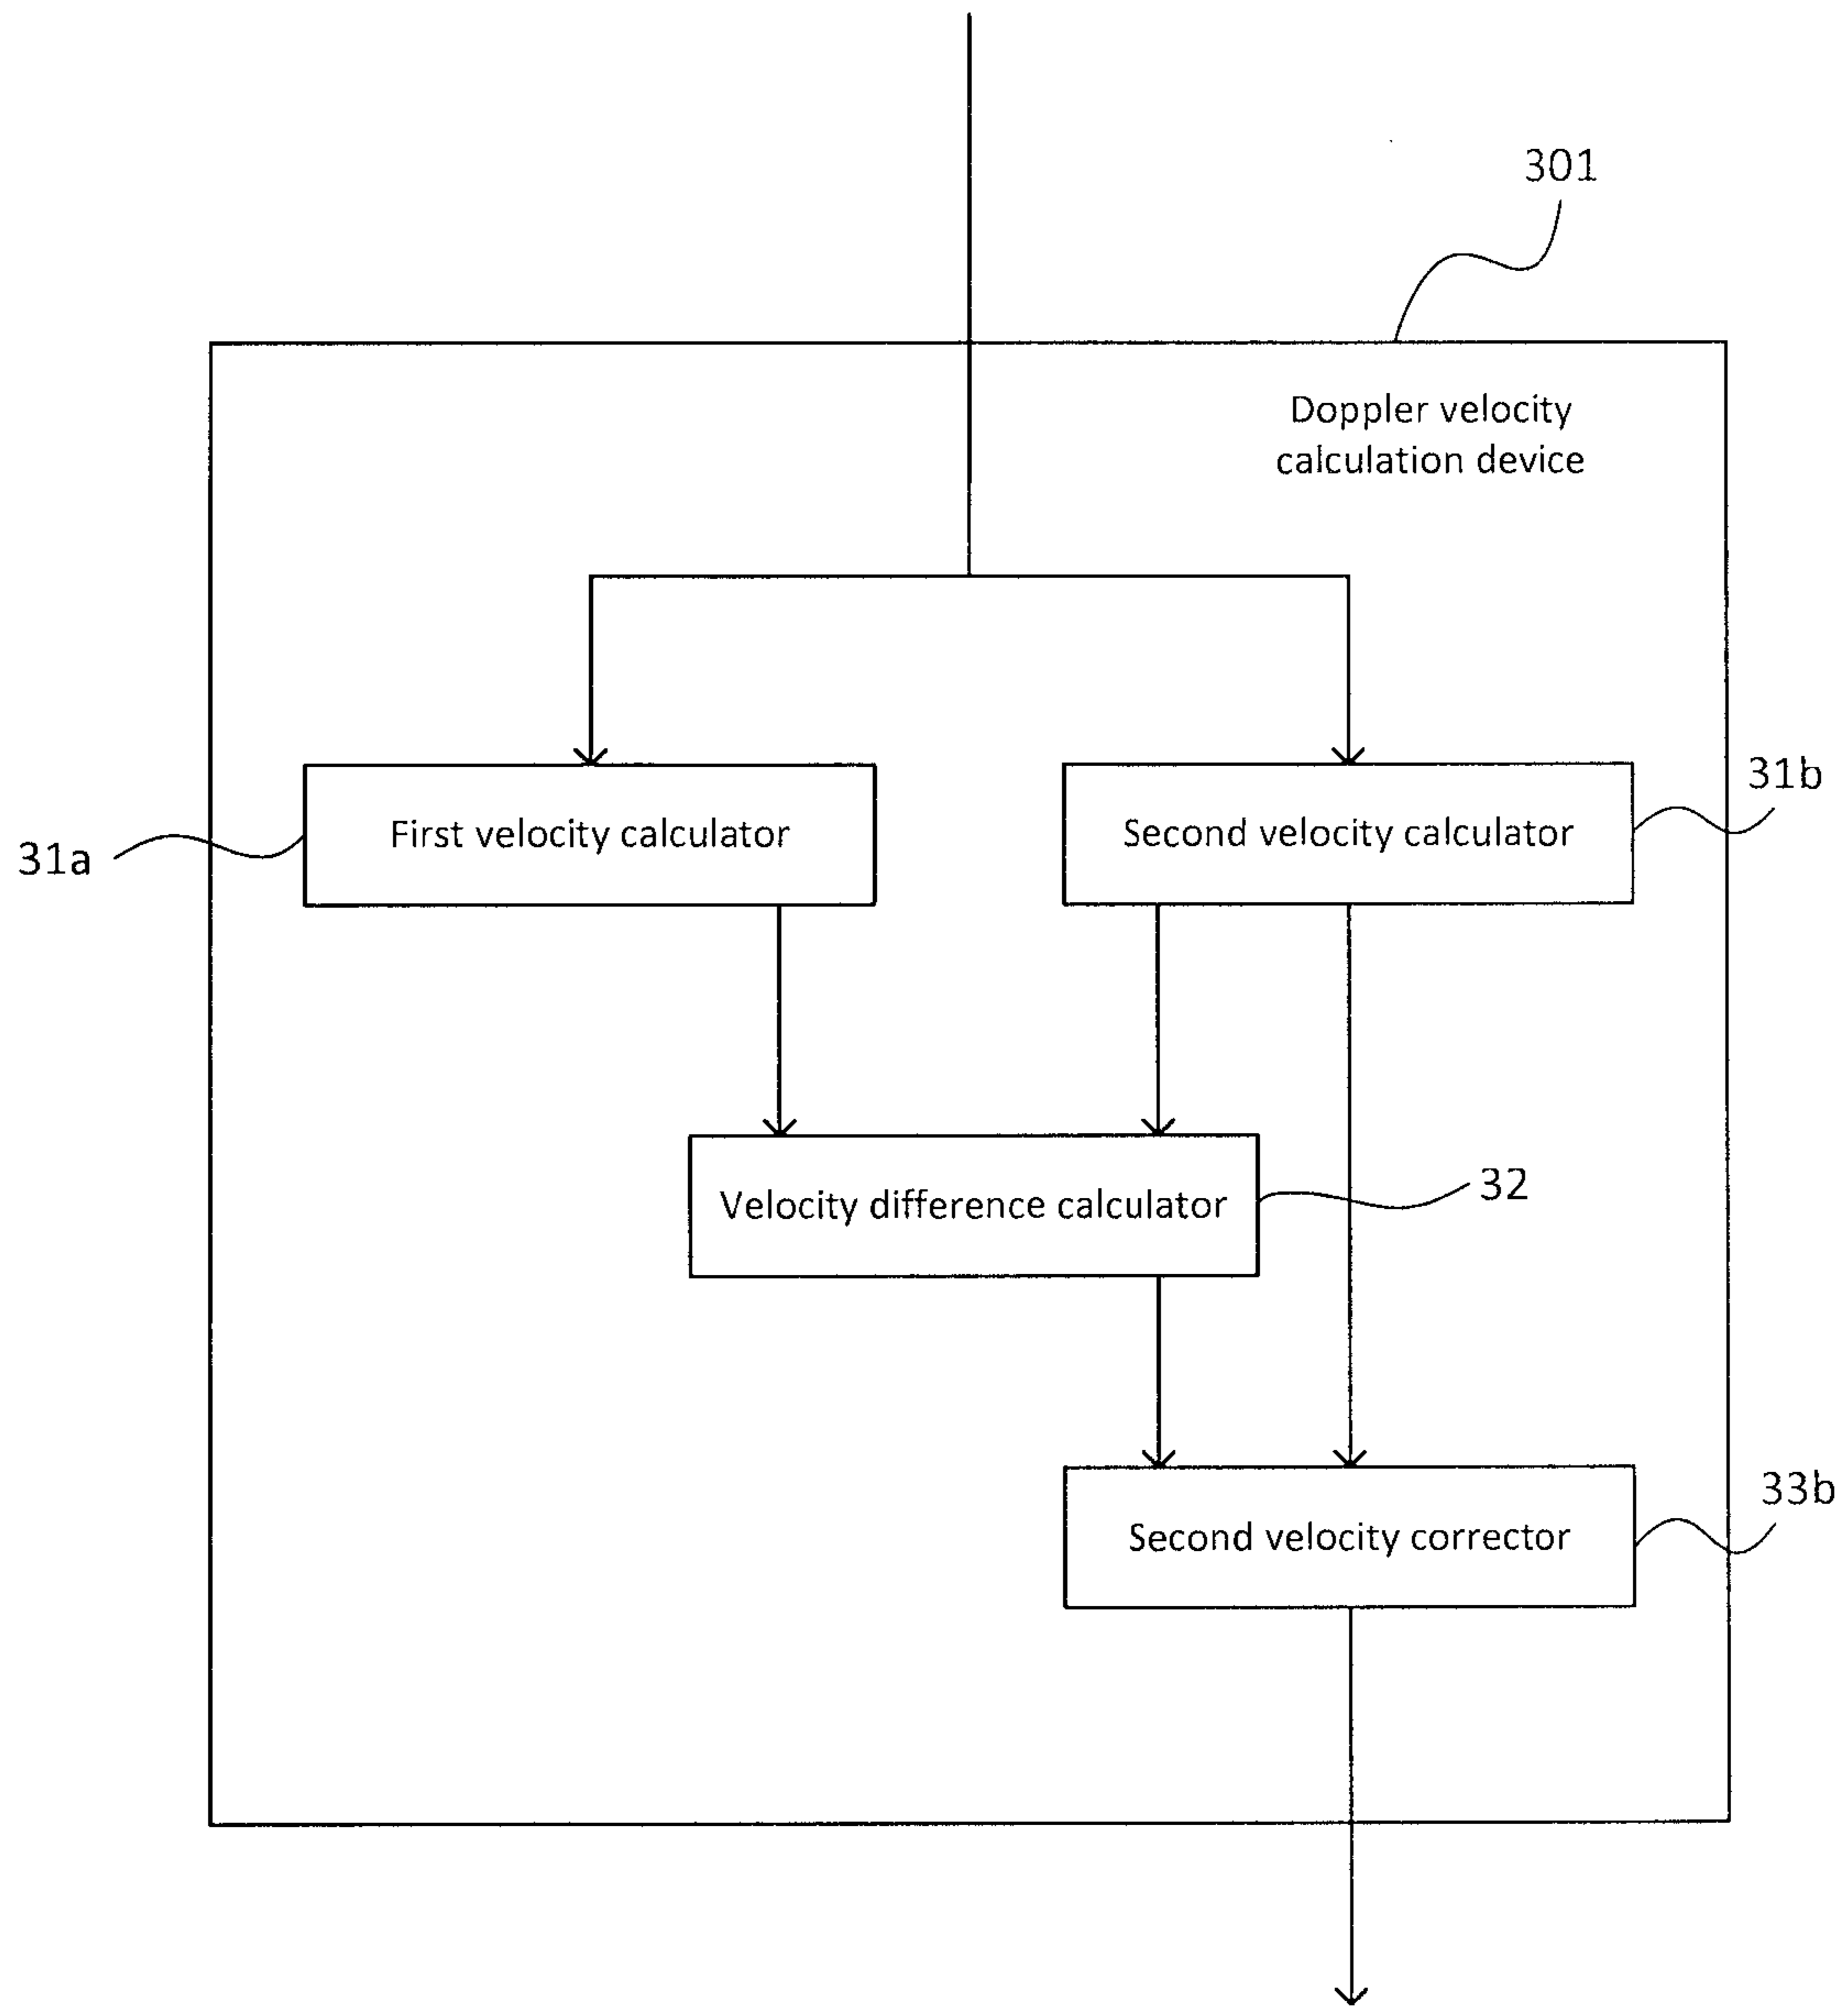 301
Doppler velocity
calculation device
31b
First velocity calculator
Second velocity calculator
31a
32
Velocity difference calculator
33b
Second velocity corrector